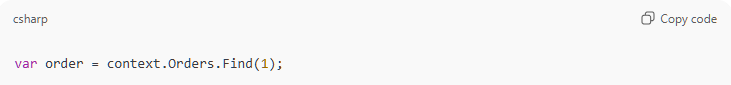 csharp
Copy code
var order = context.Orders.Find(1);